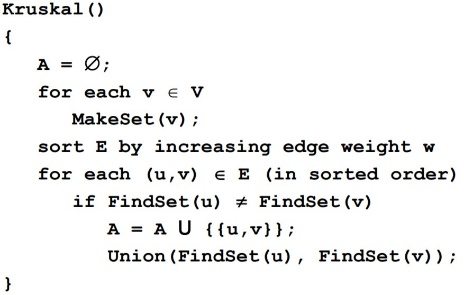 Kruskal()
{
A = ∅;
for each v ∈ V
MakeSet(v);
sort E by increasing edge weight w
for each (u,v) ∈ E (in sorted order)
if FindSet(u) ≠ FindSet(v)
A = A U {{u,v}};
Union(FindSet(u), FindSet(v));
}